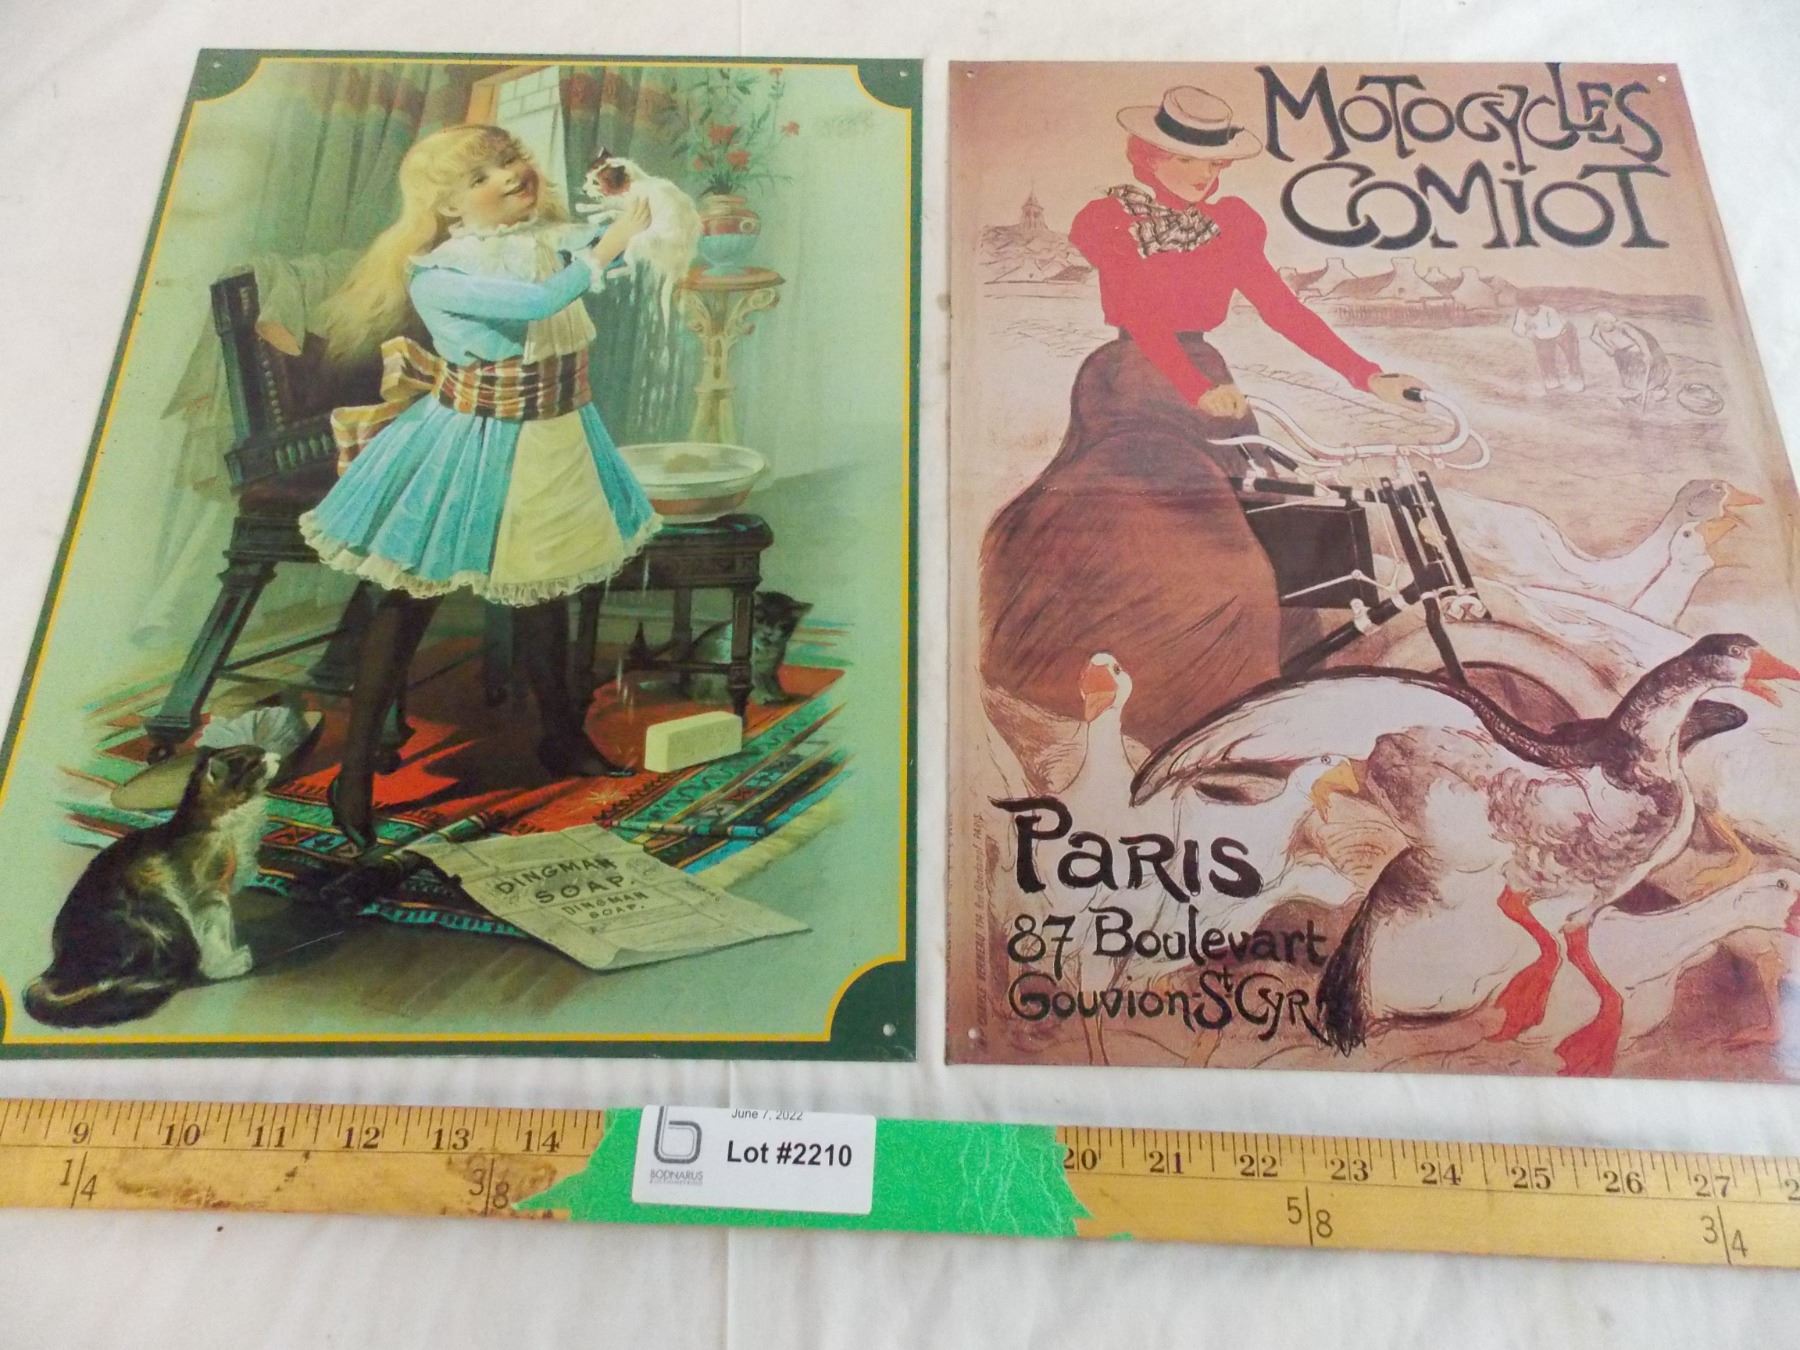 DINGMAN
SOAP.
DINGMAN
SOAP.
MOTOCYCLES
COMIOT
PARIS
87 Boulevart
Gouvion-St CYR
June 7, 2022
Lot #2210
BODNARUS
9 10 11 12 13 14 20 21 22 23 24 25 26 27
1/4 3/8 5/8 3/4